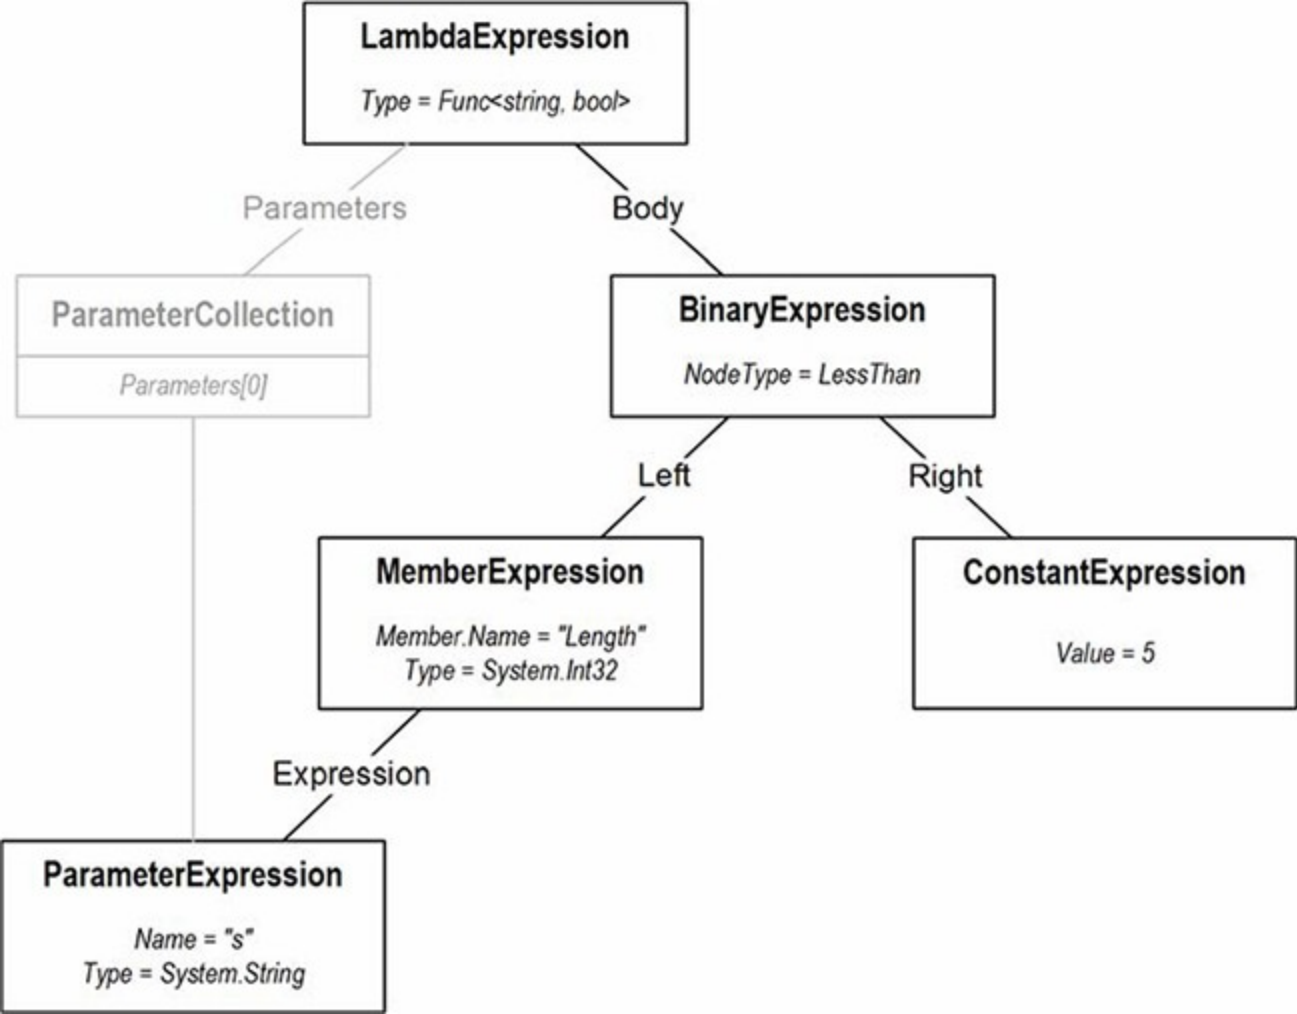 LambdaExpression
Type = Func<string, bool>
Parameters
Body
ParameterCollection
Parameters[0]
BinaryExpression
NodeType = LessThan
Left
Right
MemberExpression
Member.Name = "Length"
Type = System.Int32
ConstantExpression
Value = 5
Expression
ParameterExpression
Name = "s"
Type = System.String